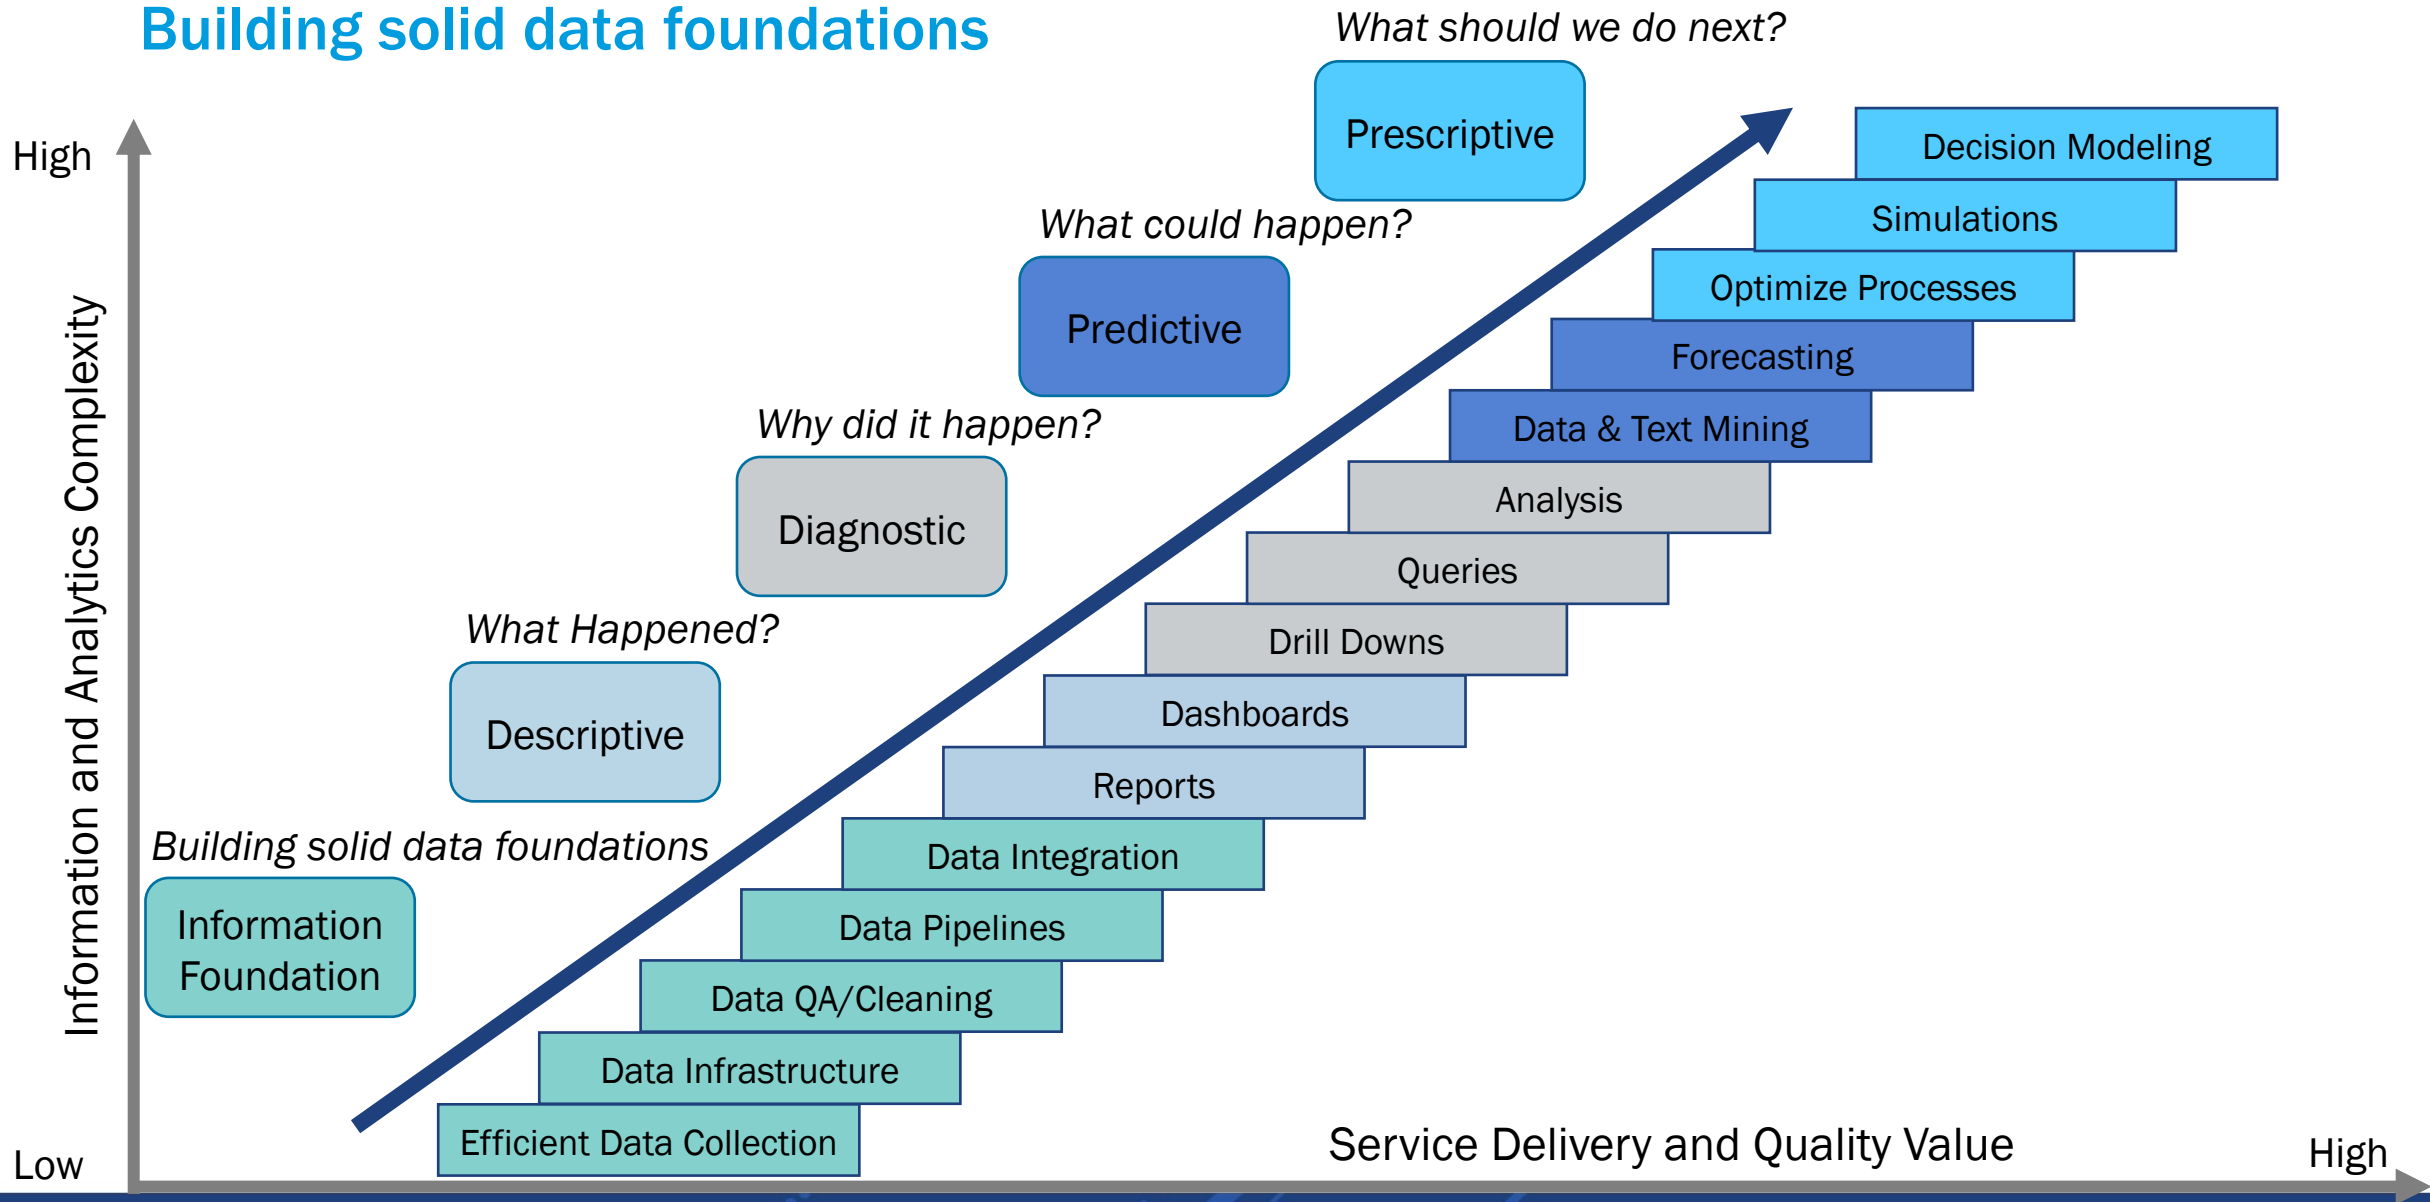 Building solid data foundations
What should we do next?
Prescriptive
High
Decision Modeling
Simulations
What could happen?
Predictive
Optimize Processes
Forecasting
Why did it happen?
Diagnostic
Data & Text Mining
Analysis
Queries
What Happened?
Descriptive
Drill Downs
Dashboards
Reports
Building solid data foundations
Information
Foundation
Data Integration
Data Pipelines
Data QA/Cleaning
Data Infrastructure
Efficient Data Collection
Information and Analytics Complexity
Low
Service Delivery and Quality Value
High